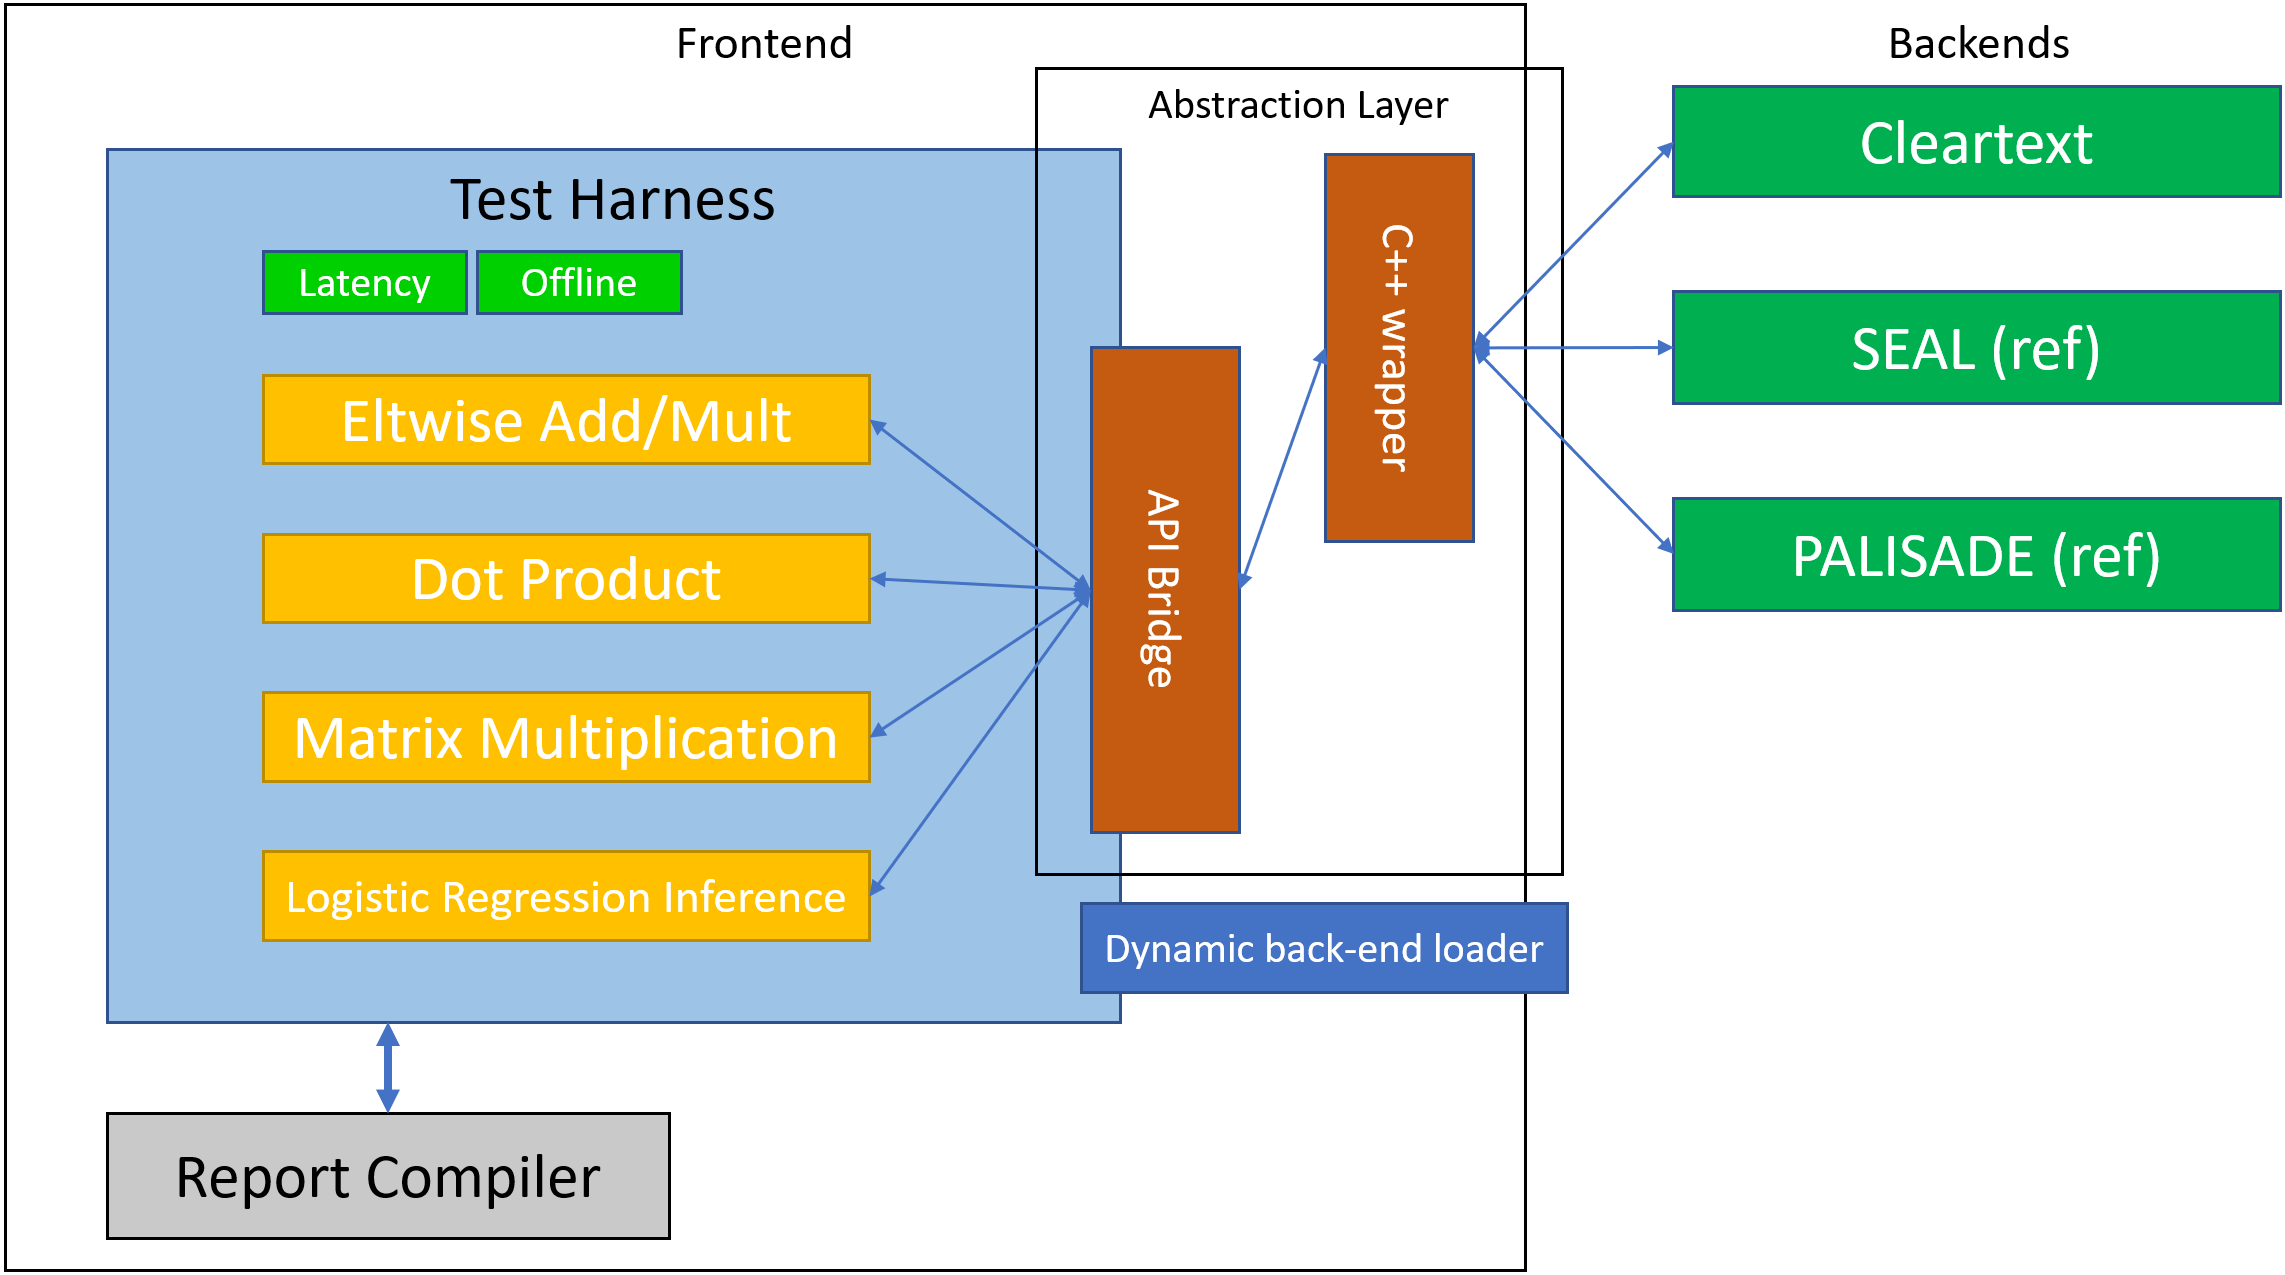 Frontend
Backends
Abstraction Layer
Test Harness
Latency
Offline
Eltwise Add/Mult
Dot Product
Matrix Multiplication
Logistic Regression Inference
API Bridge
C++ wrapper
Dynamic back-end loader
Cleartext
SEAL (ref)
PALISADE (ref)
Report Compiler